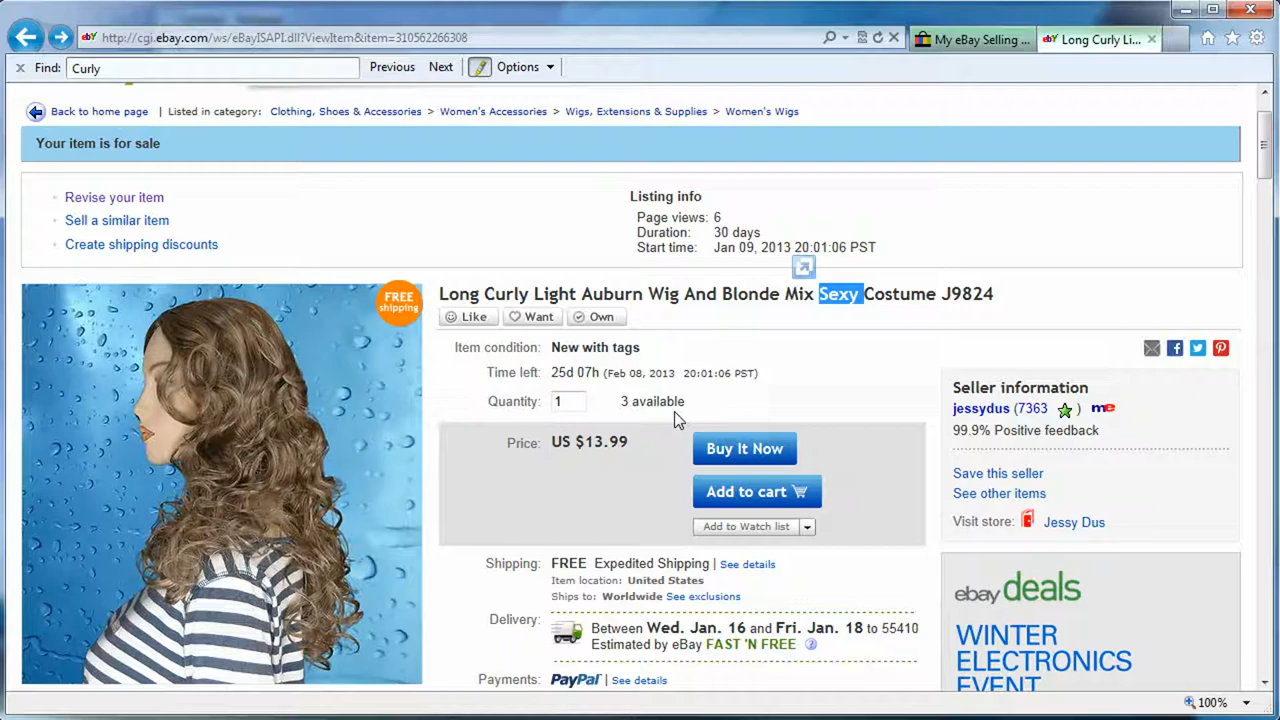 http://cgi.ebay.com/ws/eBayISAPI.dll?ViewItem&item=310562266308
My eBay Selling ...
Long Curly Li...
Find: Curly Previous Next Options
Back to home page | Listed in category: Clothing, Shoes & Accessories > Women's Accessories > Wigs, Extensions & Supplies > Women's Wigs
Your item is for sale
Revise your item
Sell a similar item
Create shipping discounts
Listing info
Page views: 6
Duration: 30 days
Start time: Jan 09, 2013 20:01:06 PST
FREE
shipping
Long Curly Light Auburn Wig And Blonde Mix Sexy Costume J9824
Like Want Own
Item condition: New with tags
Time left: 25d 07h (Feb 08, 2013 20:01:06 PST)
Quantity: 1 3 available
Price: US $13.99
Buy It Now
Add to cart
Add to Watch list
Shipping: FREE Expedited Shipping | See details
Item location: United States
Ships to: Worldwide See exclusions
Delivery: Between Wed. Jan. 16 and Fri. Jan. 18 to 55410
Estimated by eBay FAST 'N FREE
Payments: PayPal | See details
Seller information
jessydus (7363 ) me
99.9% Positive feedback
Save this seller
See other items
Visit store: Jessy Dus
ebay deals
WINTER
ELECTRONICS
EVENT
100%